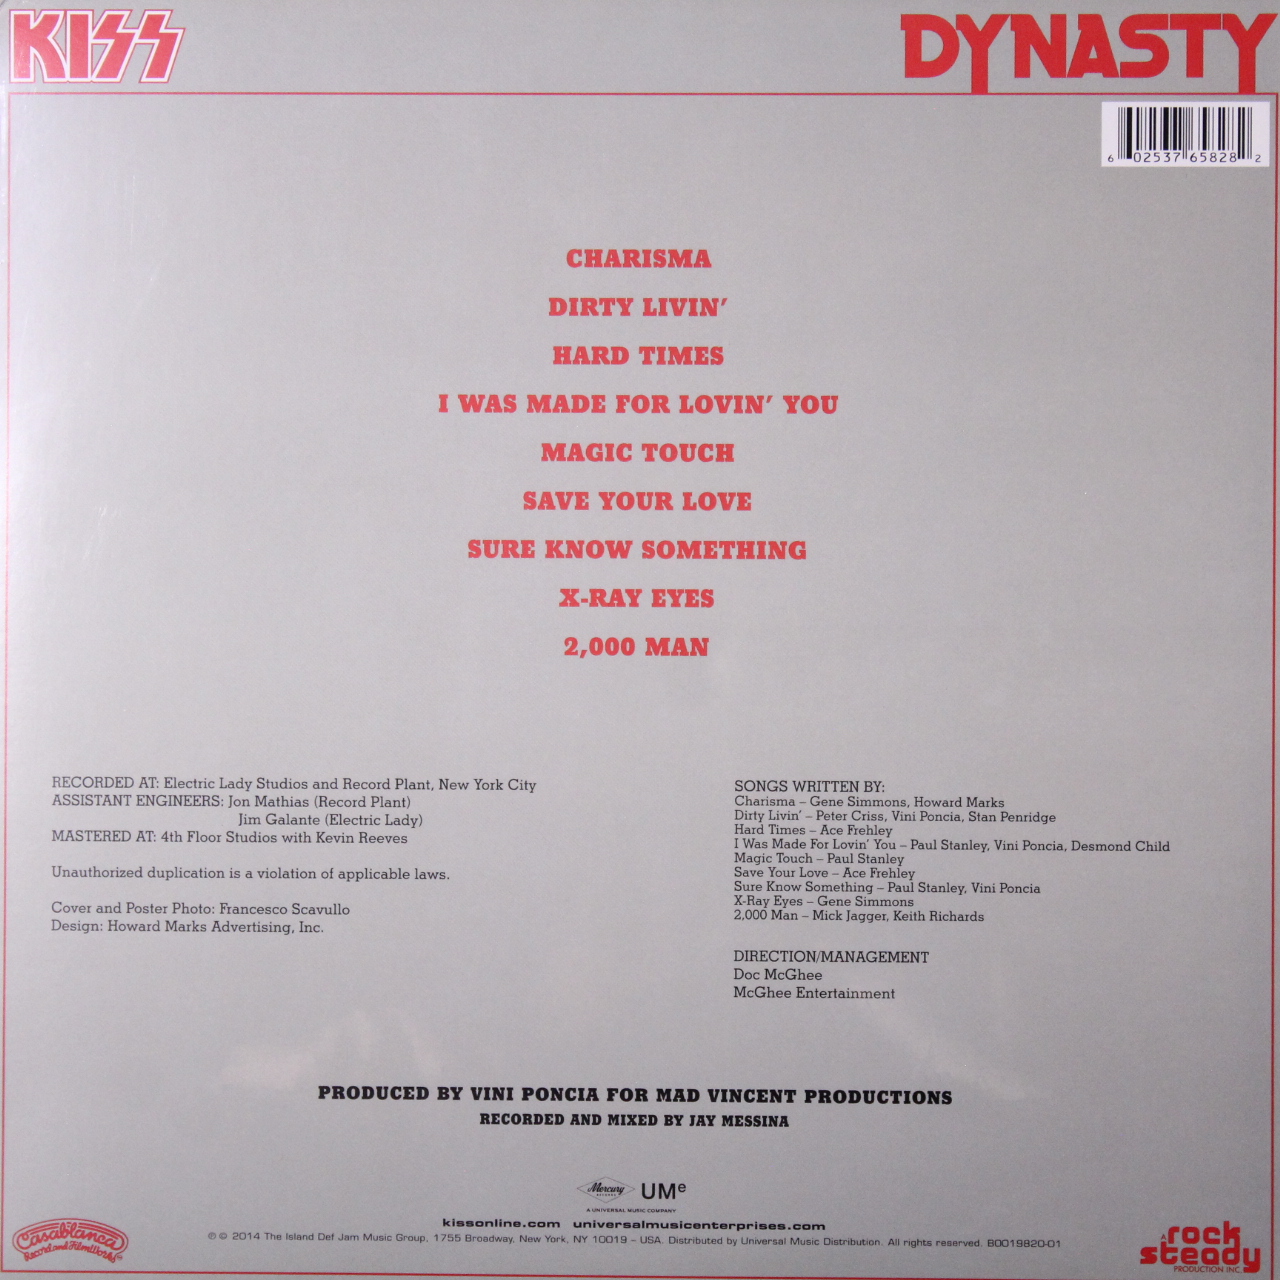 KISS
DYNASTY
6 02537 65828 2
CHARISMA
DIRTY LIVIN'
HARD TIMES
I WAS MADE FOR LOVIN' YOU
MAGIC TOUCH
SAVE YOUR LOVE
SURE KNOW SOMETHING
X-RAY EYES
2,000 MAN
RECORDED AT: Electric Lady Studios and Record Plant, New York City
ASSISTANT ENGINEERS: Jon Mathias (Record Plant)
Jim Galante (Electric Lady)
MASTERED AT: 4th Floor Studios with Kevin Reeves
Unauthorized duplication is a violation of applicable laws.
Cover and Poster Photo: Francesco Scavullo
Design: Howard Marks Advertising, Inc.
SONGS WRITTEN BY:
Charisma – Gene Simmons, Howard Marks
Dirty Livin' – Peter Criss, Vini Poncia, Stan Penridge
Hard Times – Ace Frehley
I Was Made For Lovin' You – Paul Stanley, Vini Poncia, Desmond Child
Magic Touch – Paul Stanley
Save Your Love – Ace Frehley
Sure Know Something – Paul Stanley, Vini Poncia
X-Ray Eyes – Gene Simmons
2,000 Man – Mick Jagger, Keith Richards
DIRECTION/MANAGEMENT
Doc McGhee
McGhee Entertainment
PRODUCED BY VINI PONCIA FOR MAD VINCENT PRODUCTIONS
RECORDED AND MIXED BY JAY MESSINA
Mercury RECORDS UMe
A UNIVERSAL MUSIC COMPANY
kissonline.com universalmusicenterprises.com
℗ © 2014 The Island Def Jam Music Group, 1755 Broadway, New York, NY 10019 – USA. Distributed by Universal Music Distribution. All rights reserved. B0019820-01
Casablanca
Record and FilmWorks
A rock
steady
PRODUCTION INC.